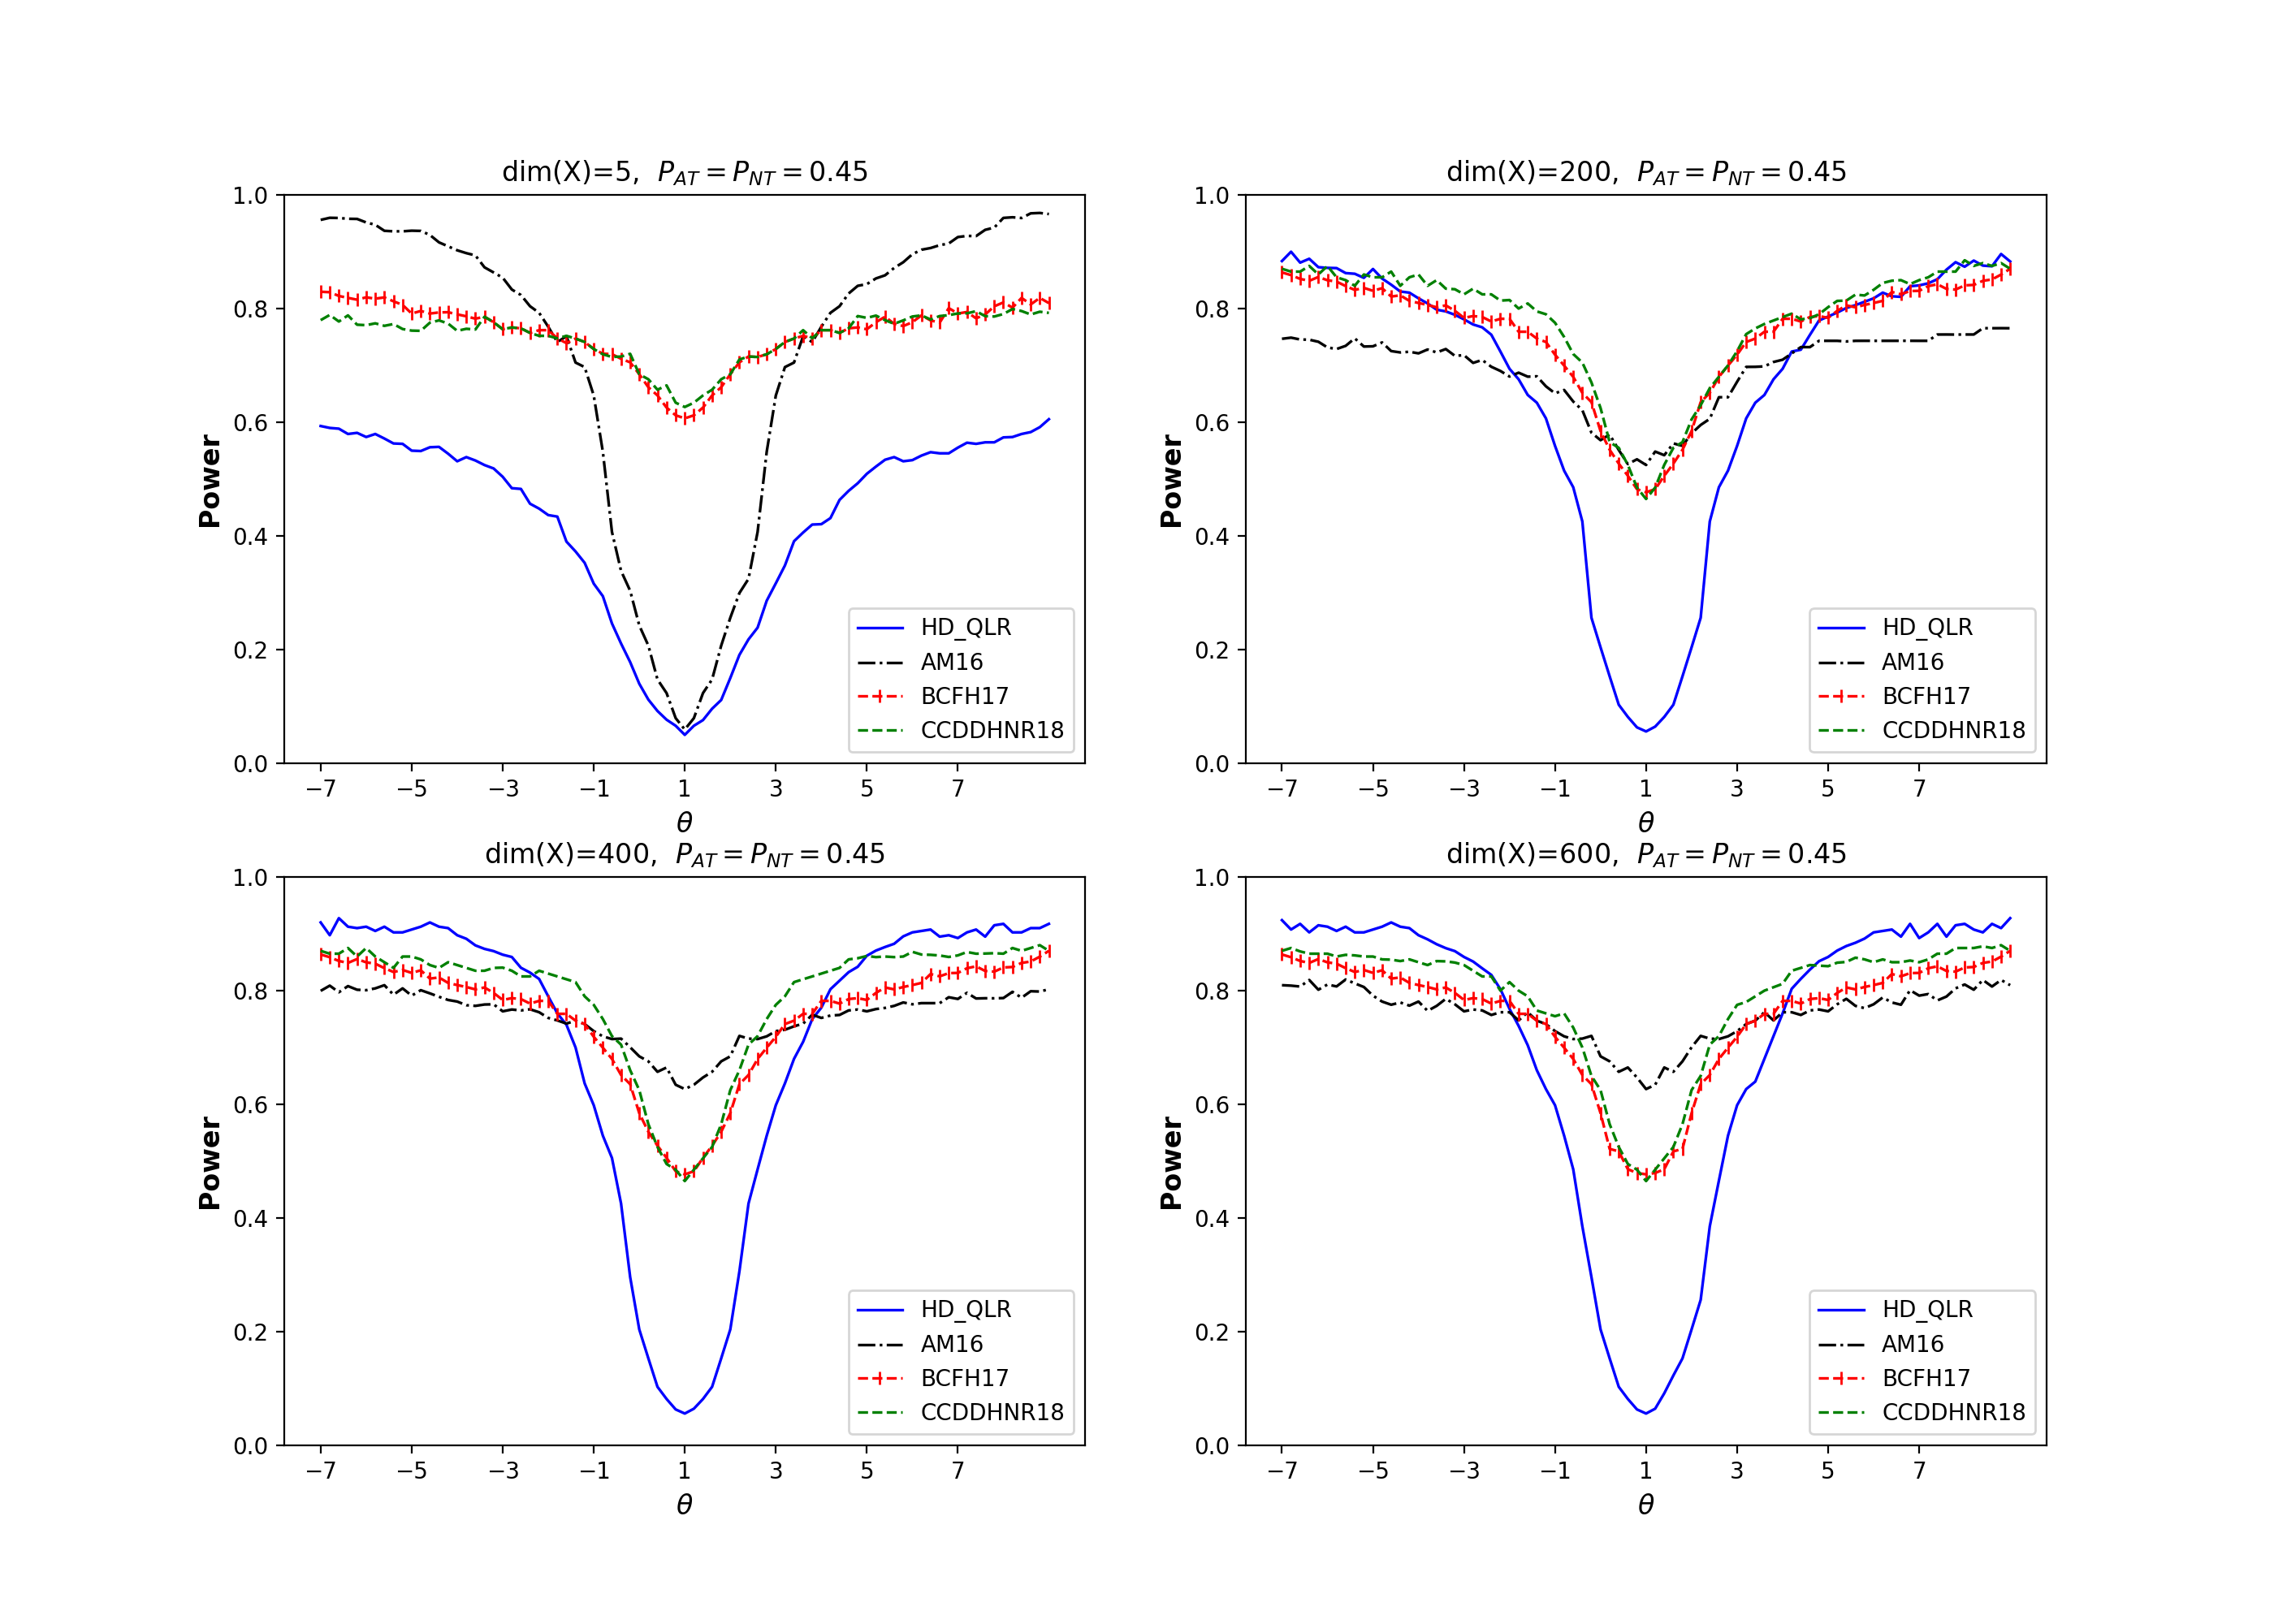 dim(X)=5,  P_AT = P_NT = 0.45
1.0
0.8
0.6
0.4
0.2
0.0
Power
−7 −5 −3 −1 1 3 5 7
θ
HD_QLR
AM16
BCFH17
CCDDHNR18
dim(X)=200,  P_AT = P_NT = 0.45
1.0
0.8
0.6
0.4
0.2
0.0
Power
−7 −5 −3 −1 1 3 5 7
θ
HD_QLR
AM16
BCFH17
CCDDHNR18
dim(X)=400,  P_AT = P_NT = 0.45
1.0
0.8
0.6
0.4
0.2
0.0
Power
−7 −5 −3 −1 1 3 5 7
θ
HD_QLR
AM16
BCFH17
CCDDHNR18
dim(X)=600,  P_AT = P_NT = 0.45
1.0
0.8
0.6
0.4
0.2
0.0
Power
−7 −5 −3 −1 1 3 5 7
θ
HD_QLR
AM16
BCFH17
CCDDHNR18